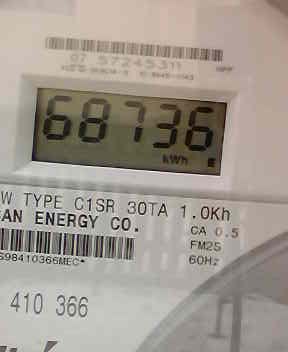 07 57245311
68736
kWh
W TYPE C1SR 30TA 1.0Kh
AN ENERGY CO.
CA 0.5
FM2S
S98410366MEC*
60Hz
410 366